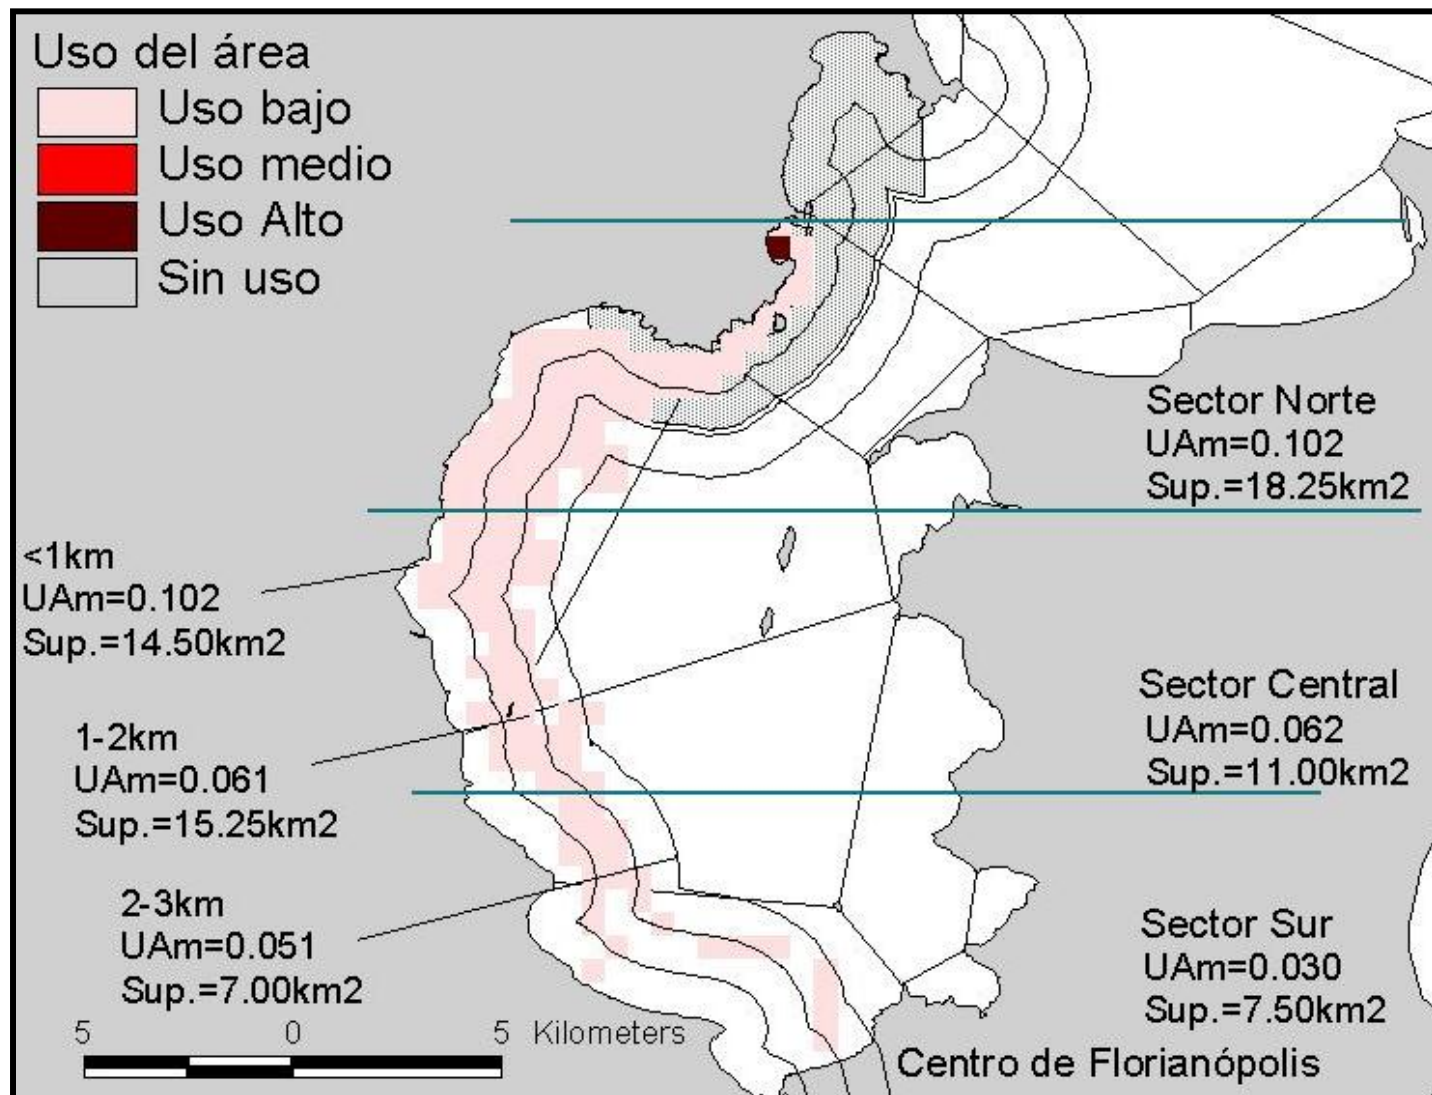 Uso del área
Uso bajo
Uso medio
Uso Alto
Sin uso
D
Sector Norte
UAm=0.102
Sup.=18.25km2
<1km
UAm=0.102
Sup.=14.50km2
Sector Central
UAm=0.062
Sup.=11.00km2
1-2km
UAm=0.061
Sup.=15.25km2
2-3km
UAm=0.051
Sup.=7.00km2
Sector Sur
UAm=0.030
Sup.=7.50km2
5 0 5 Kilometers
Centro de Florianópolis